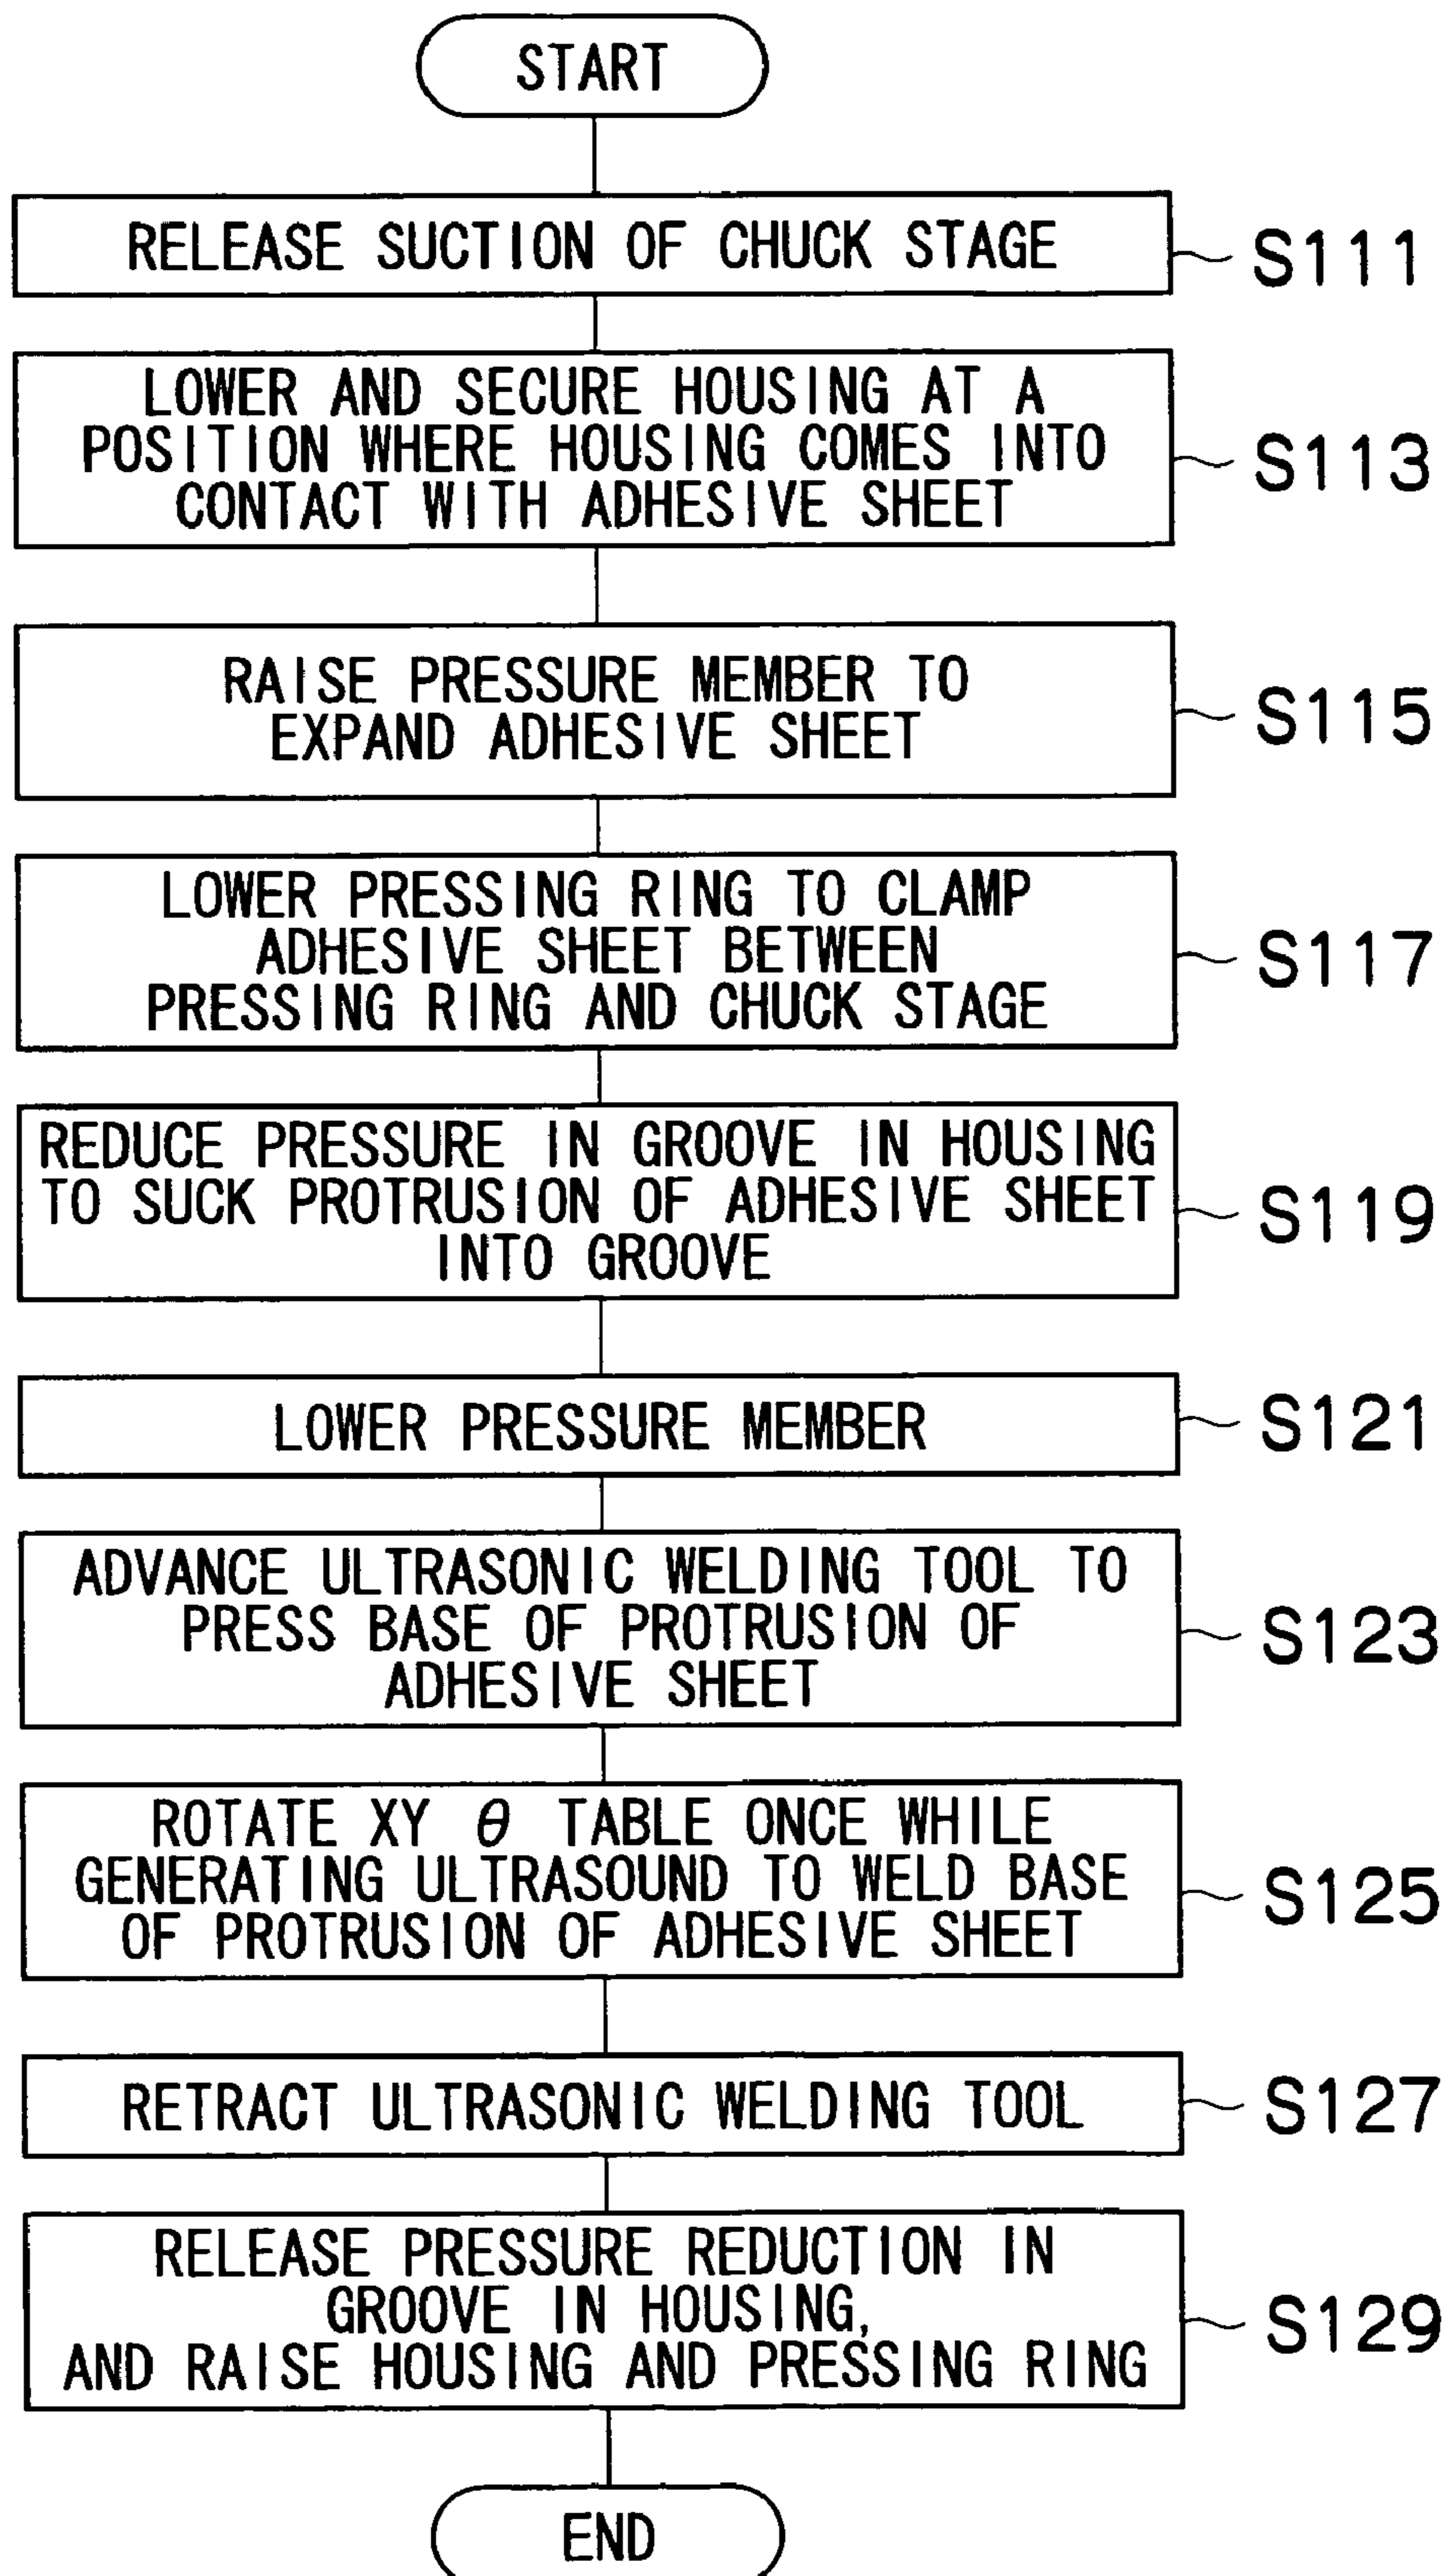 START
RELEASE SUCTION OF CHUCK STAGE
S111
LOWER AND SECURE HOUSING AT A
POSITION WHERE HOUSING COMES INTO
CONTACT WITH ADHESIVE SHEET
S113
RAISE PRESSURE MEMBER TO
EXPAND ADHESIVE SHEET
S115
LOWER PRESSING RING TO CLAMP
ADHESIVE SHEET BETWEEN
PRESSING RING AND CHUCK STAGE
S117
REDUCE PRESSURE IN GROOVE IN HOUSING
TO SUCK PROTRUSION OF ADHESIVE SHEET
INTO GROOVE
S119
LOWER PRESSURE MEMBER
S121
ADVANCE ULTRASONIC WELDING TOOL TO
PRESS BASE OF PROTRUSION OF
ADHESIVE SHEET
S123
ROTATE XY θ TABLE ONCE WHILE
GENERATING ULTRASOUND TO WELD BASE
OF PROTRUSION OF ADHESIVE SHEET
S125
RETRACT ULTRASONIC WELDING TOOL
S127
RELEASE PRESSURE REDUCTION IN
GROOVE IN HOUSING,
AND RAISE HOUSING AND PRESSING RING
S129
END